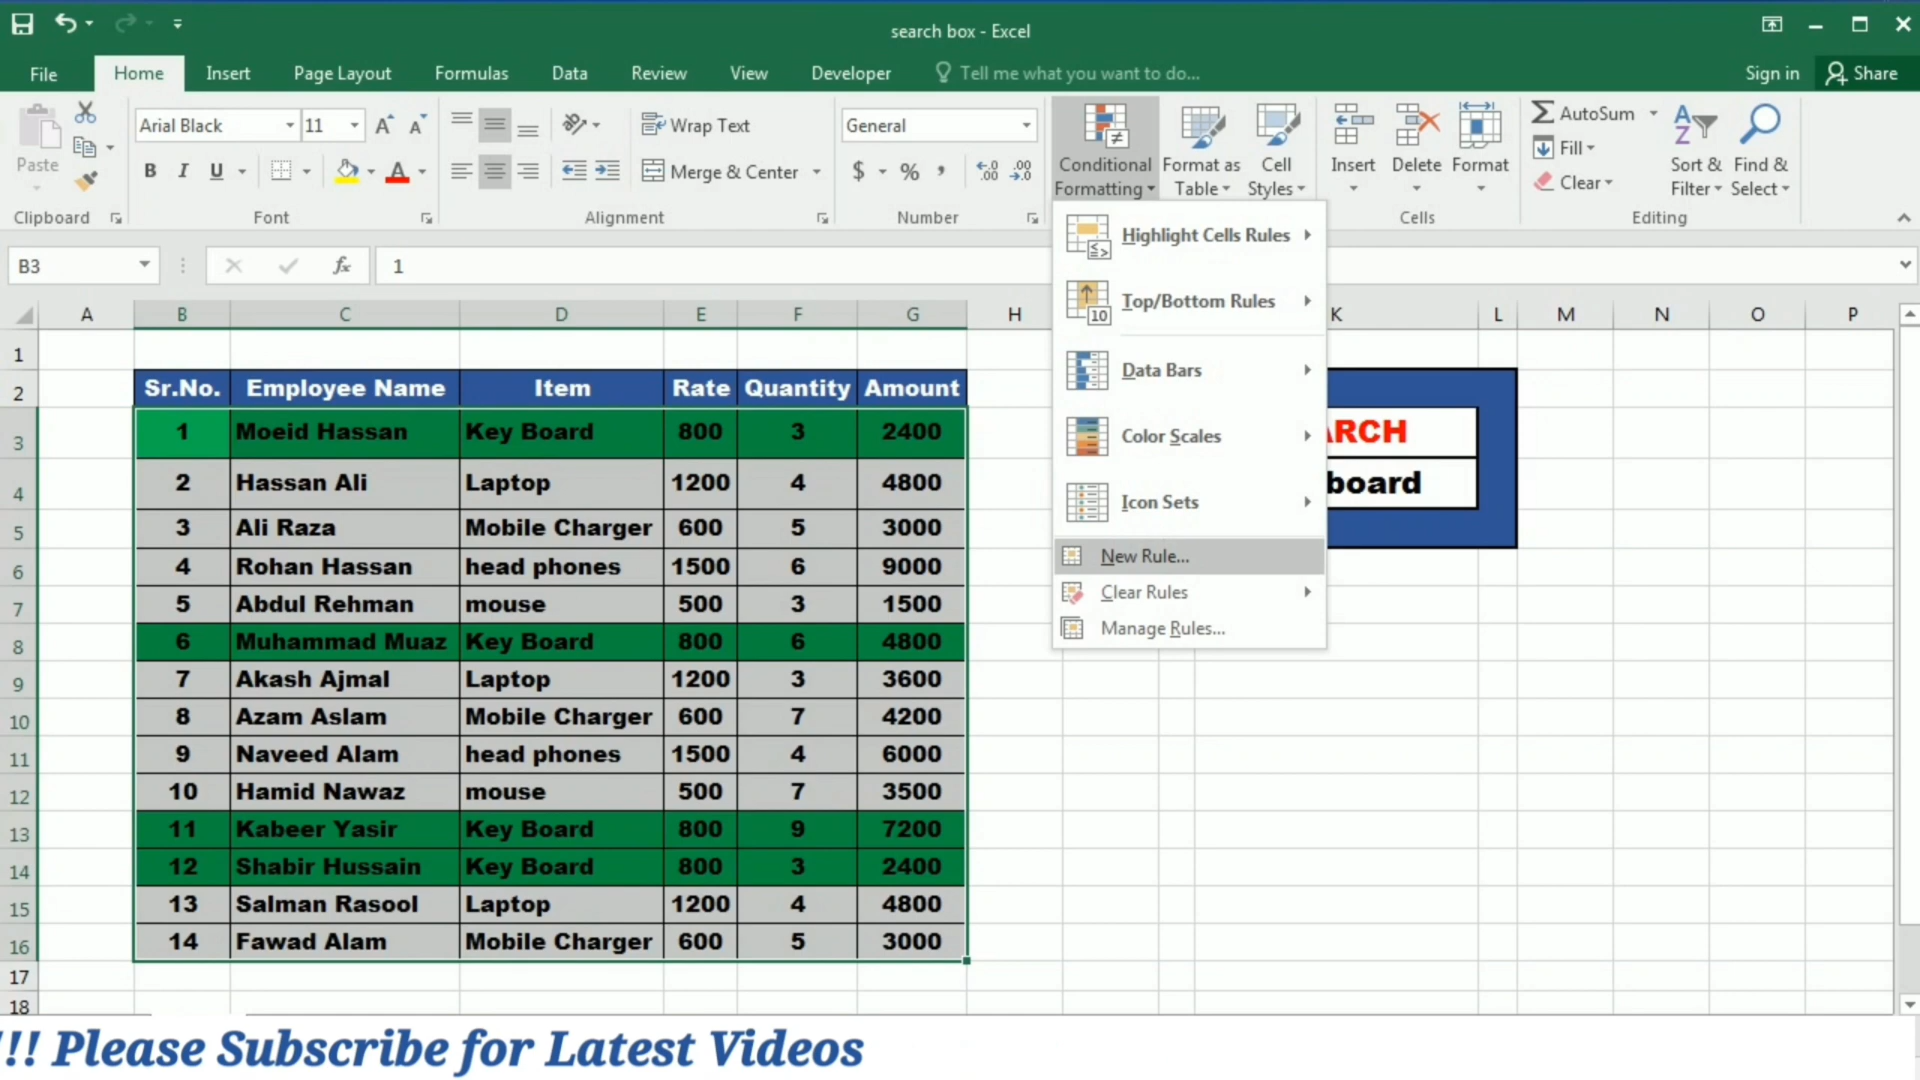 search box - Excel
File Home Insert Page Layout Formulas Data Review View Developer Tell me what you want to do... Sign in Share
Paste
Clipboard
Arial Black 11
B I U A
Font
Wrap Text
Merge & Center
Alignment
General
$ % ,
Number
Conditional Formatting
Format as Table
Cell Styles
Insert Delete Format
Cells
AutoSum
Fill
Clear
Sort & Filter
Find & Select
Editing
B3 fx 1
Highlight Cells Rules
Top/Bottom Rules
Data Bars
Color Scales
Icon Sets
New Rule...
Clear Rules
Manage Rules...
A B C D E F G H K L M N O P
1
2 Sr.No. Employee Name Item Rate Quantity Amount
3 1 Moeid Hassan Key Board 800 3 2400
4 2 Hassan Ali Laptop 1200 4 4800
5 3 Ali Raza Mobile Charger 600 5 3000
6 4 Rohan Hassan head phones 1500 6 9000
7 5 Abdul Rehman mouse 500 3 1500
8 6 Muhammad Muaz Key Board 800 6 4800
9 7 Akash Ajmal Laptop 1200 3 3600
10 8 Azam Aslam Mobile Charger 600 7 4200
11 9 Naveed Alam head phones 1500 4 6000
12 10 Hamid Nawaz mouse 500 7 3500
13 11 Kabeer Yasir Key Board 800 9 7200
14 12 Shabir Hussain Key Board 800 3 2400
15 13 Salman Rasool Laptop 1200 4 4800
16 14 Fawad Alam Mobile Charger 600 5 3000
17
18
ARCH
board
!!! Please Subscribe for Latest Videos